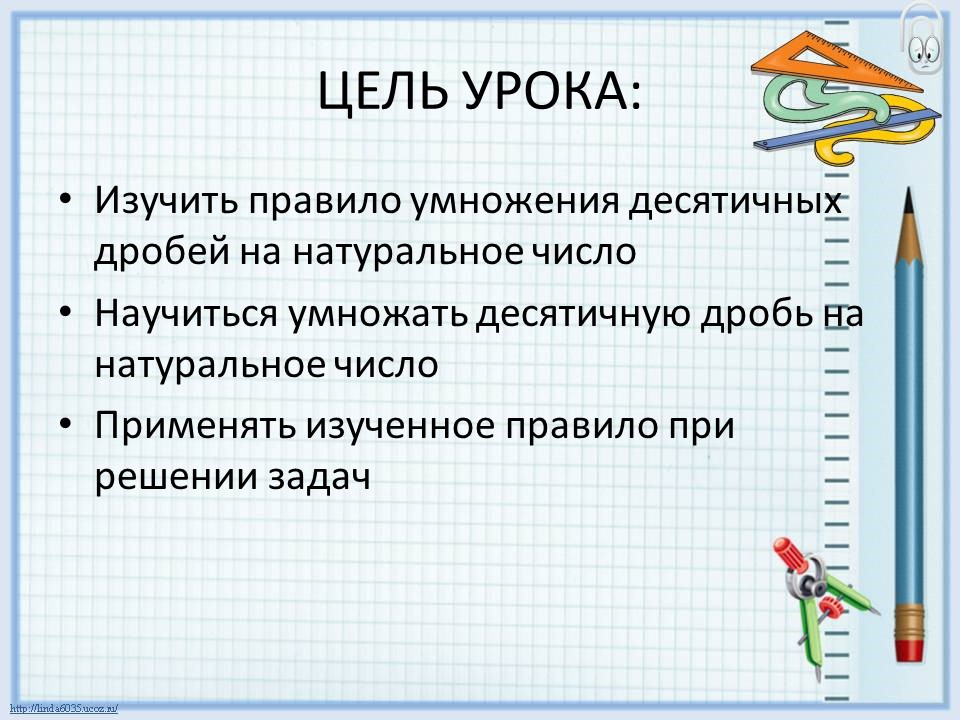 ЦЕЛЬ УРОКА:
• Изучить правило умножения десятичных
дробей на натуральное число
• Научиться умножать десятичную дробь на
натуральное число
• Применять изученное правило при
решении задач
http://linda6035.ucoz.ru/